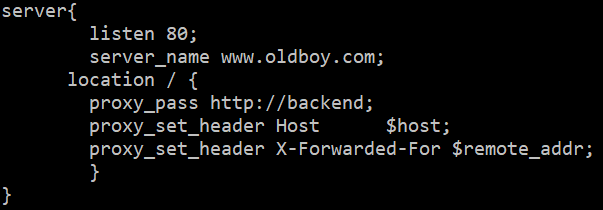 server{
        listen 80;
        server_name www.oldboy.com;
      location / {
        proxy_pass http://backend;
        proxy_set_header Host      $host;
        proxy_set_header X-Forwarded-For $remote_addr;
        }
}